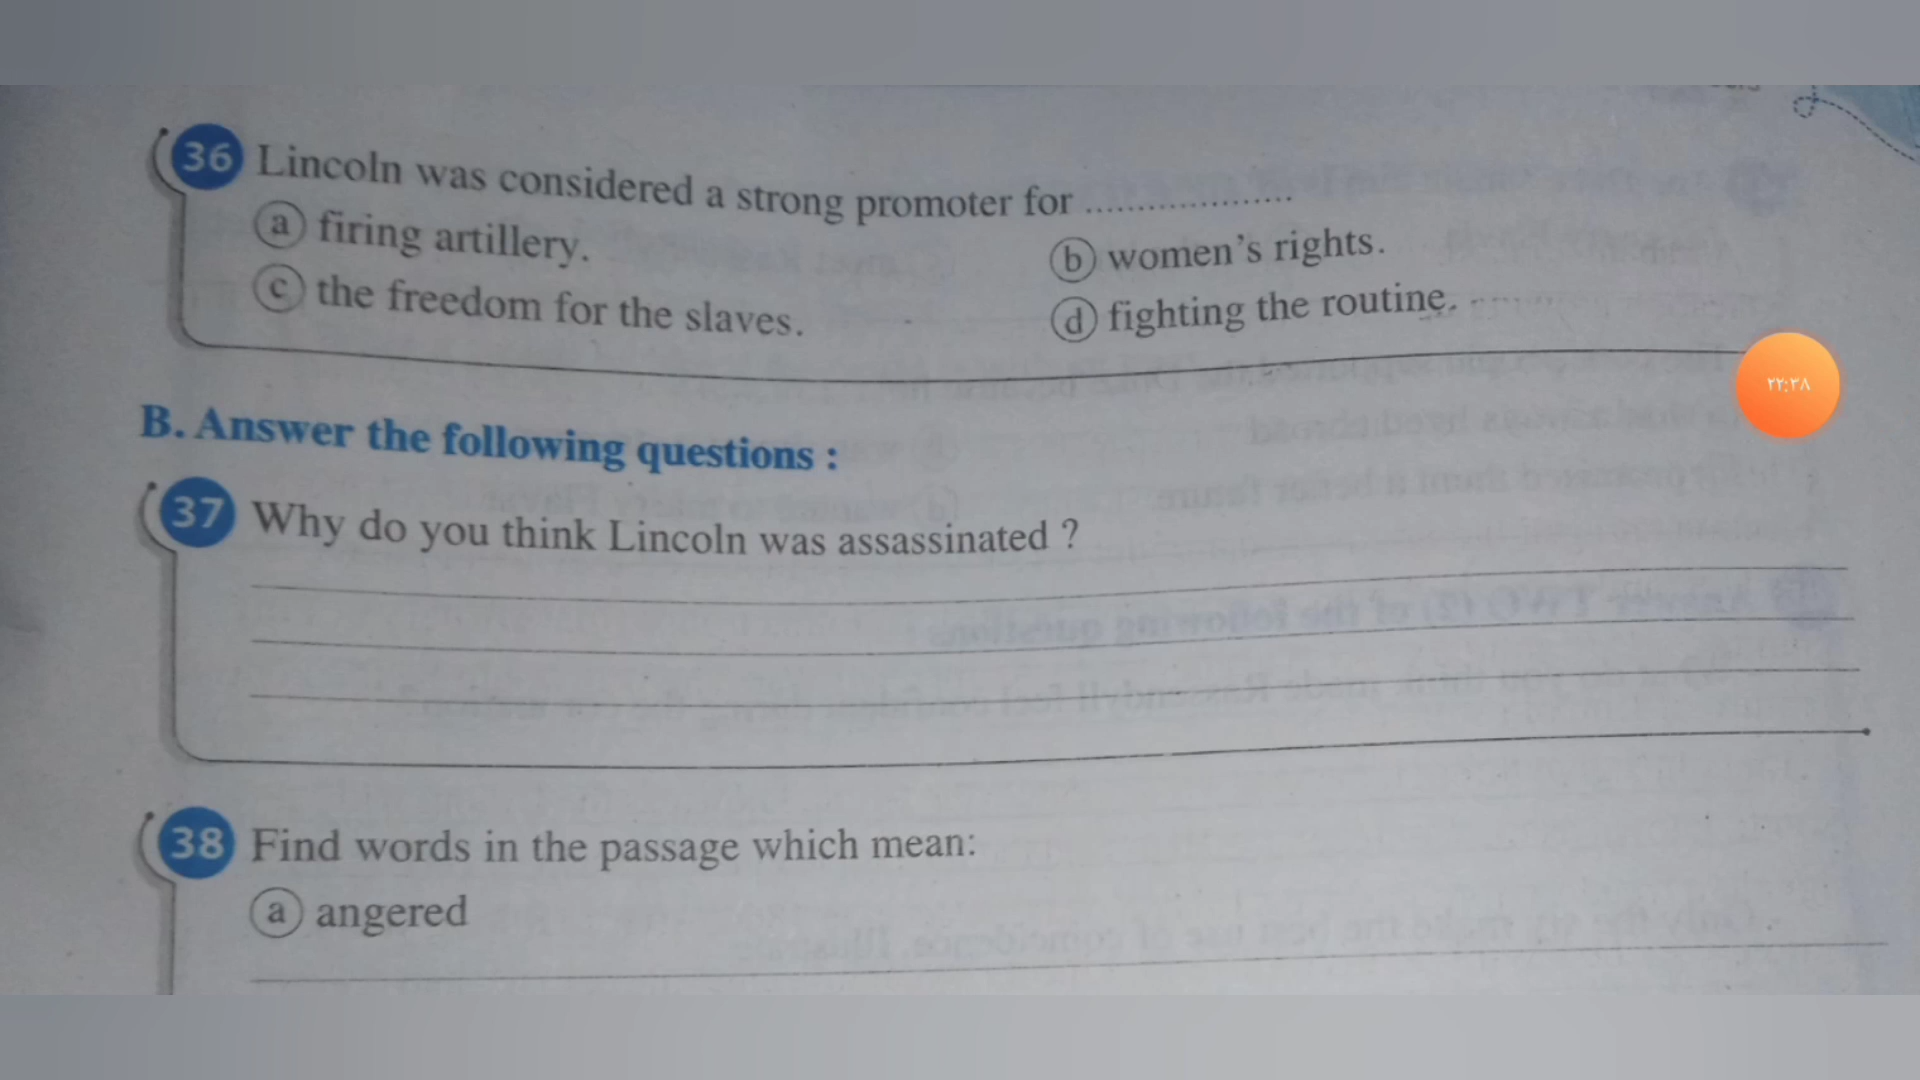 36 Lincoln was considered a strong promoter for ....................
a firing artillery.
b women's rights.
c the freedom for the slaves.
d fighting the routine.
٢٢:٣٨
B. Answer the following questions :
37 Why do you think Lincoln was assassinated ?
38 Find words in the passage which mean:
a angered